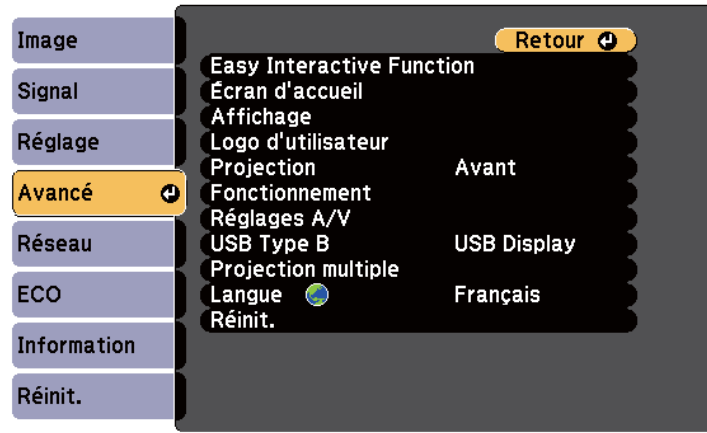 Image
Signal
Réglage
Avancé
Réseau
ECO
Information
Réinit.
Retour
Easy Interactive Function
Écran d'accueil
Affichage
Logo d'utilisateur
Projection Avant
Fonctionnement
Réglages A/V
USB Type B USB Display
Projection multiple
Langue Français
Réinit.